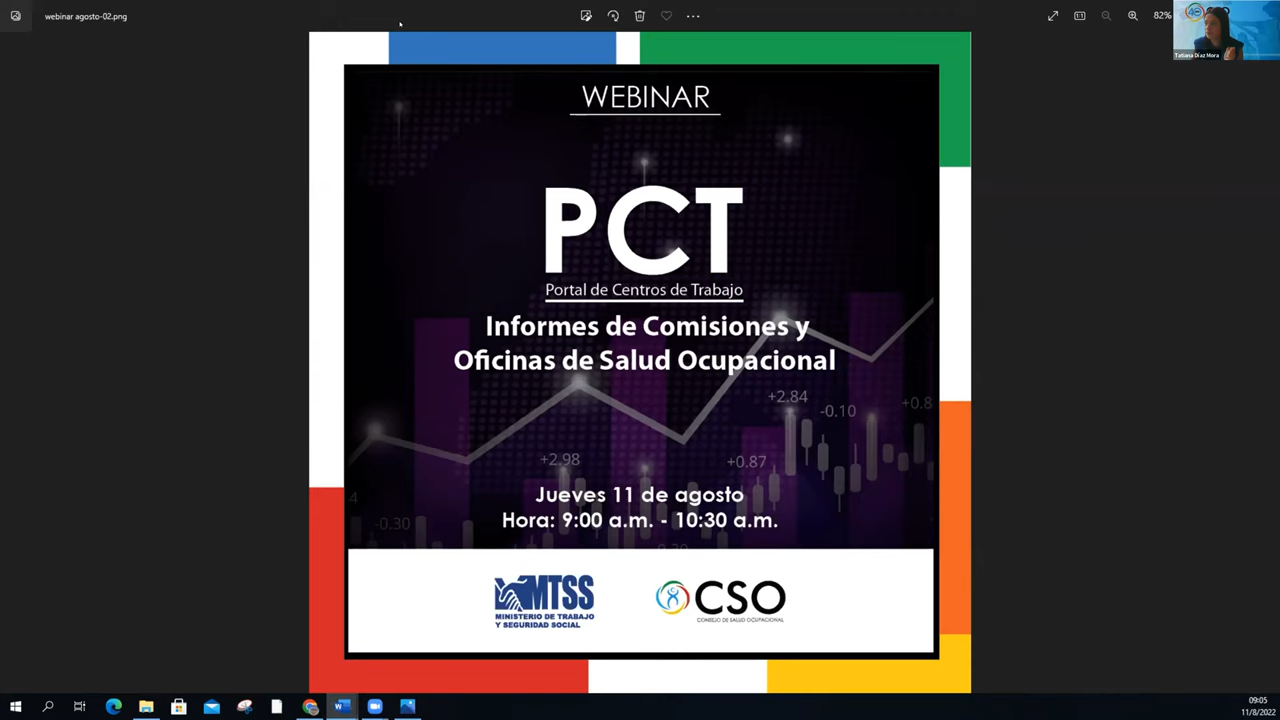 webinar agosto-02.png
82%
Tatiana Díaz Mora
WEBINAR
PCT
Portal de Centros de Trabajo
Informes de Comisiones y
Oficinas de Salud Ocupacional
+2.84
-0.10
+0.8
+2.98
+0.87
4
-0.30
Jueves 11 de agosto
Hora: 9:00 a.m. - 10:30 a.m.
MTSS
MINISTERIO DE TRABAJO
Y SEGURIDAD SOCIAL
CSO
CONSEJO DE SALUD OCUPACIONAL
09:05
11/8/2022